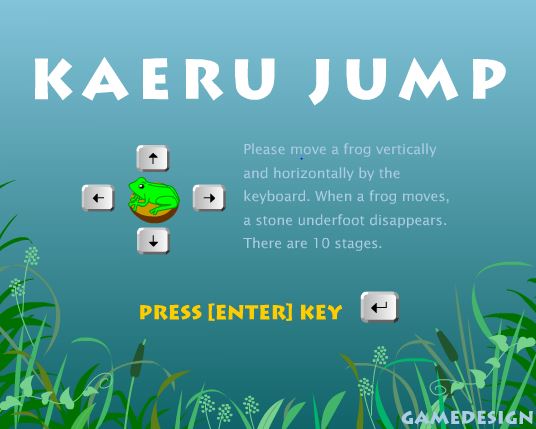 KAERU JUMP
Please move a frog vertically
and horizontally by the
keyboard. When a frog moves,
a stone underfoot disappears.
There are 10 stages.
PRESS [ENTER] KEY
GAMEDESIGN